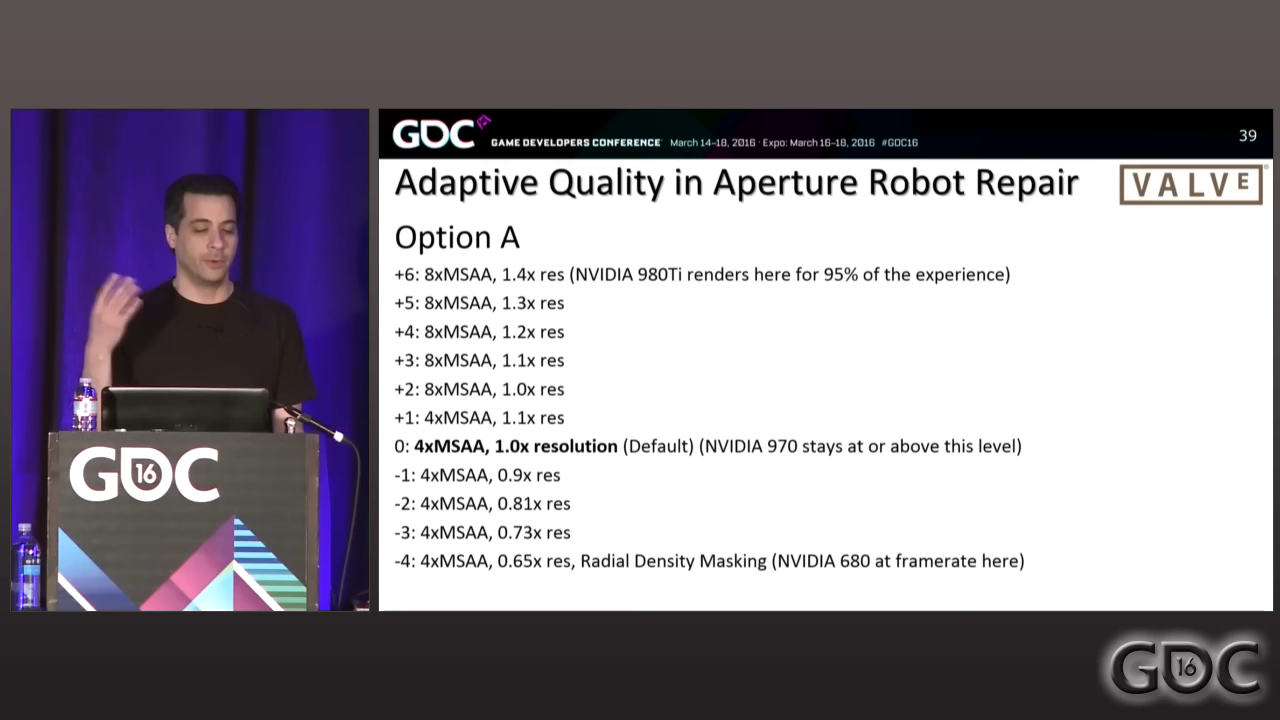 GDC
GAME DEVELOPERS CONFERENCE March 14-18, 2016 · Expo: March 16-18, 2016 #GDC16
39
Adaptive Quality in Aperture Robot Repair
VALVE
Option A
+6: 8xMSAA, 1.4x res (NVIDIA 980Ti renders here for 95% of the experience)
+5: 8xMSAA, 1.3x res
+4: 8xMSAA, 1.2x res
+3: 8xMSAA, 1.1x res
+2: 8xMSAA, 1.0x res
+1: 4xMSAA, 1.1x res
0: 4xMSAA, 1.0x resolution (Default) (NVIDIA 970 stays at or above this level)
-1: 4xMSAA, 0.9x res
-2: 4xMSAA, 0.81x res
-3: 4xMSAA, 0.73x res
-4: 4xMSAA, 0.65x res, Radial Density Masking (NVIDIA 680 at framerate here)
GDC 16
GDC 16